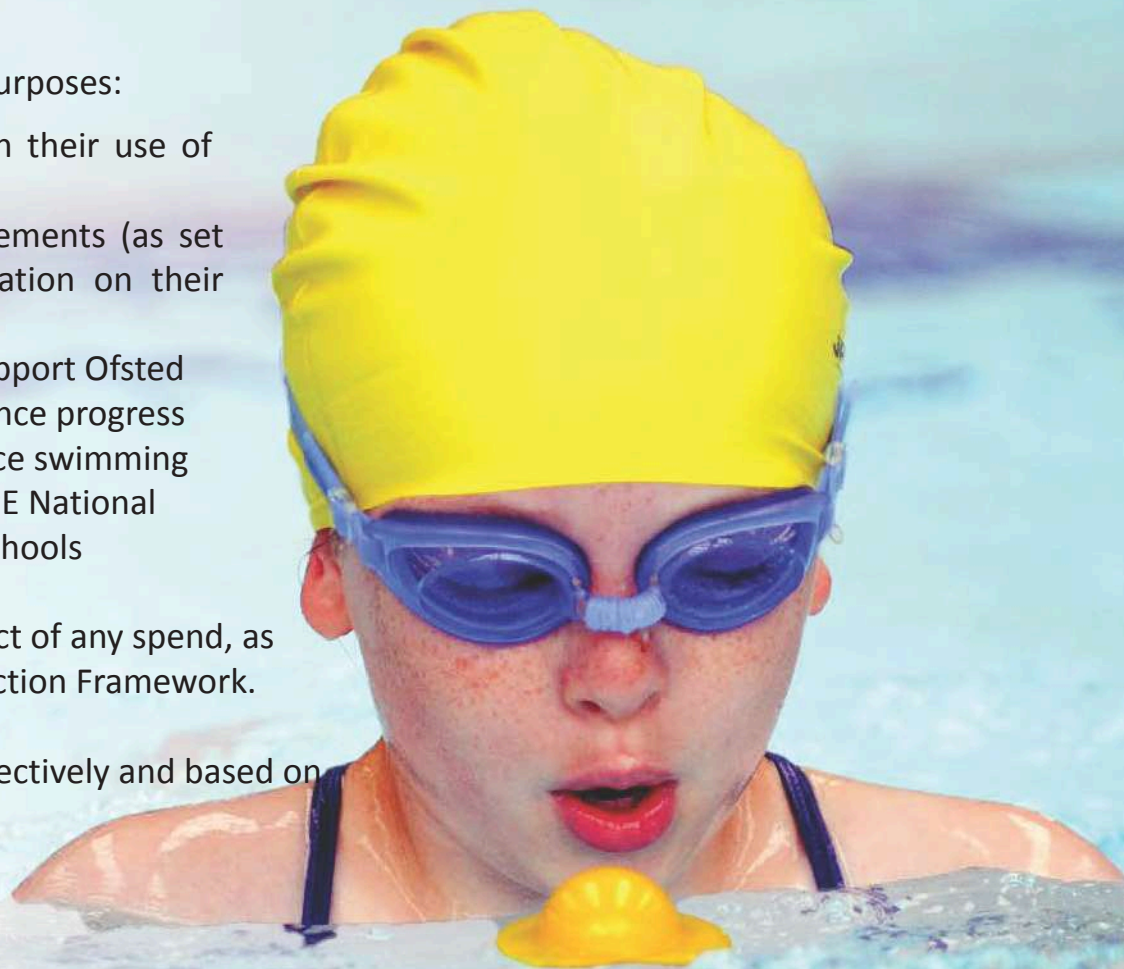 urposes:
n their use of
ements (as set
ation on their
pport Ofsted
nce progress
ce swimming
E National
hools
ct of any spend, as
ction Framework.
ectively and based on